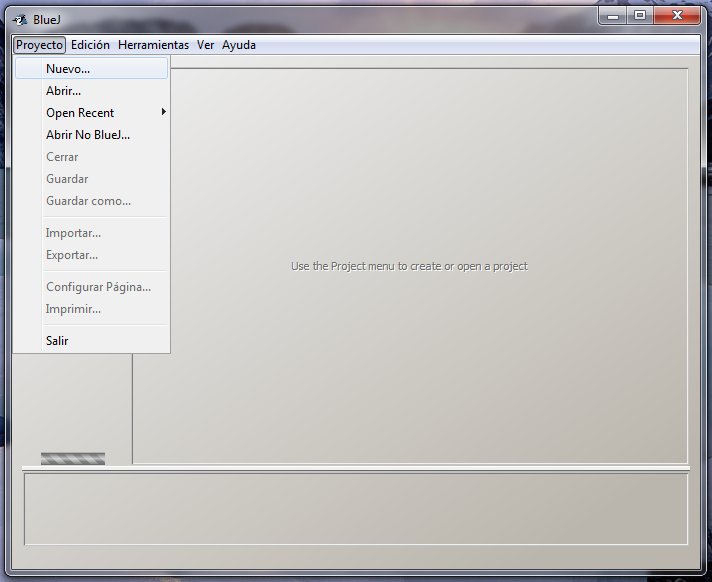 BlueJ
Proyecto Edición Herramientas Ver Ayuda
Nuevo...
Abrir...
Open Recent
Abrir No BlueJ...
Cerrar
Guardar
Guardar como...
Importar...
Exportar...
Configurar Página...
Imprimir...
Salir
Use the Project menu to create or open a project